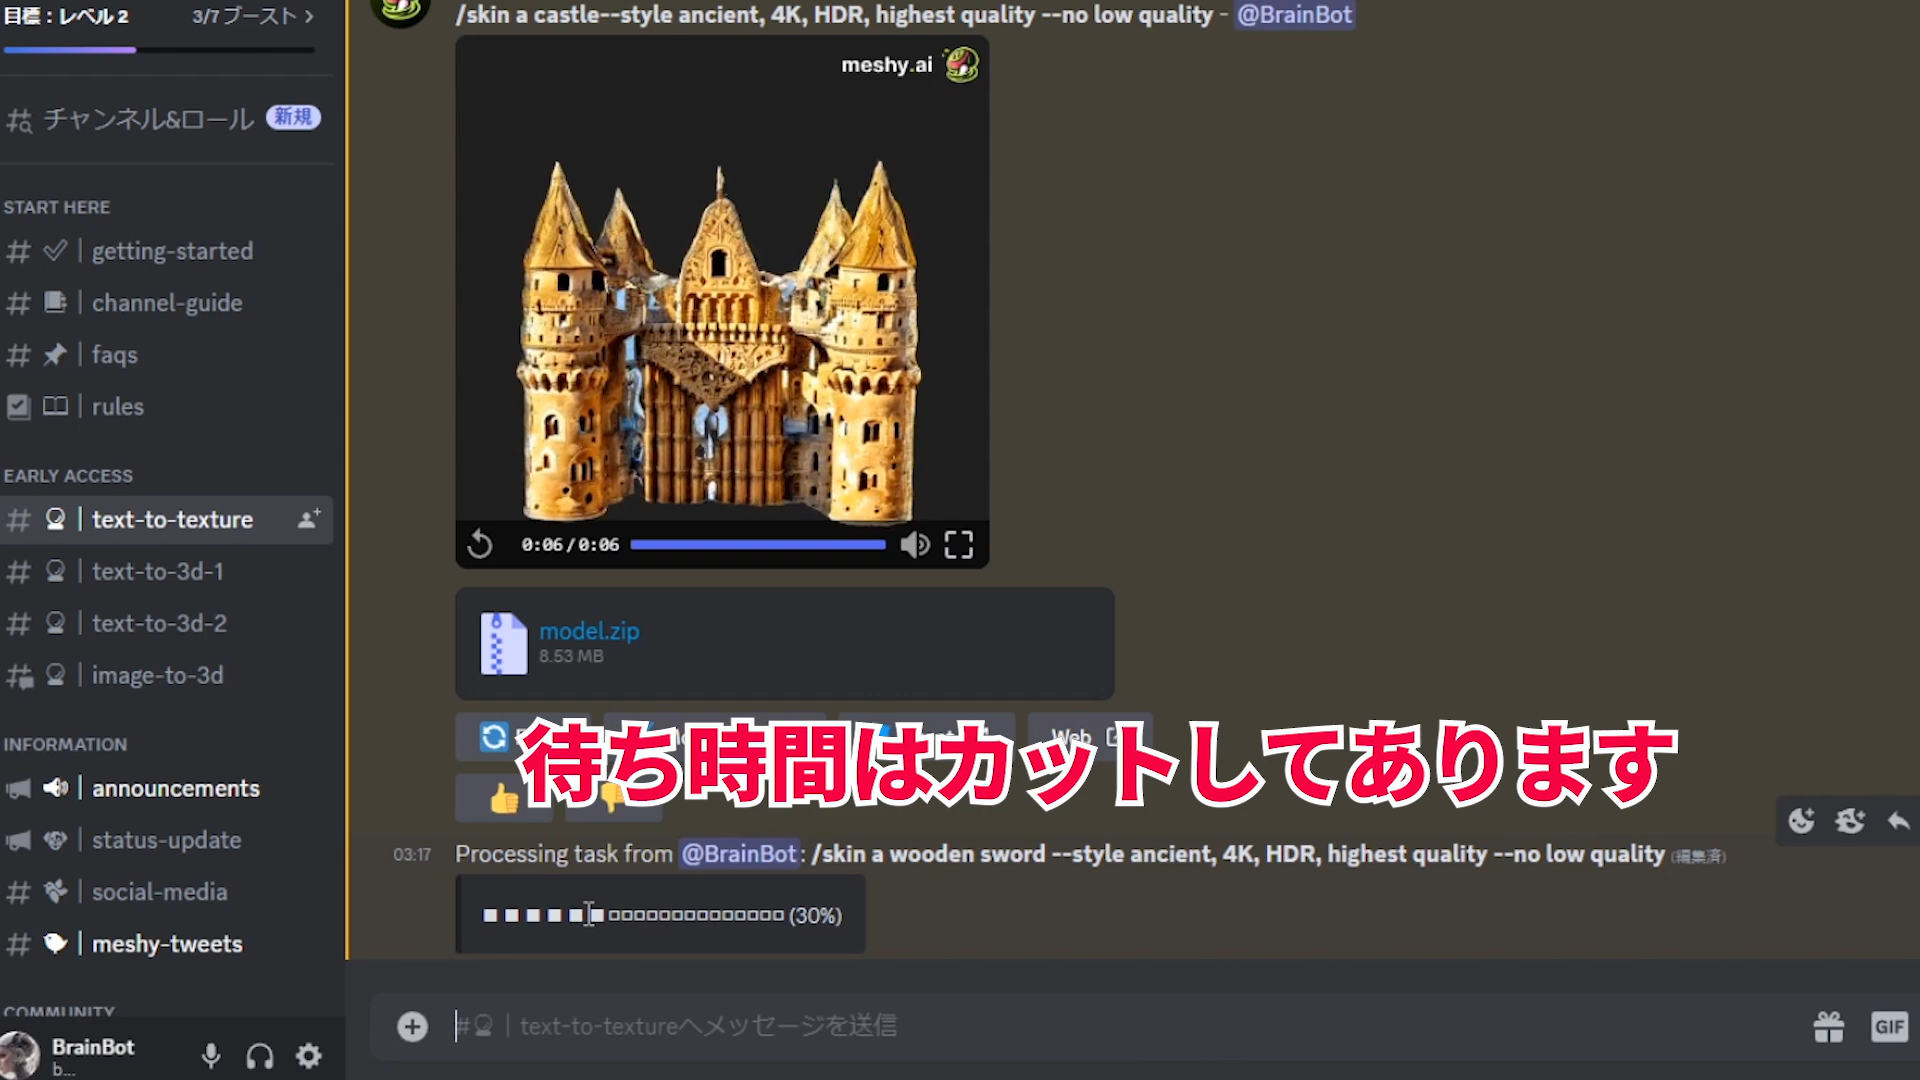 目標：レベル 2
3/7ブースト
チャンネル&ロール 新規
START HERE
getting-started
channel-guide
faqs
rules
EARLY ACCESS
text-to-texture
text-to-3d-1
text-to-3d-2
image-to-3d
INFORMATION
announcements
status-update
social-media
meshy-tweets
COMMUNITY
BrainBot
b...
/skin a castle--style ancient, 4K, HDR, highest quality --no low quality - @BrainBot
meshy.ai
0:06/0:06
model.zip
8.53 MB
Web
待ち時間はカットしてあります
03:17 Processing task from @BrainBot: /skin a wooden sword --style ancient, 4K, HDR, highest quality --no low quality (編集済)
(30%)
text-to-textureへメッセージを送信
GIF